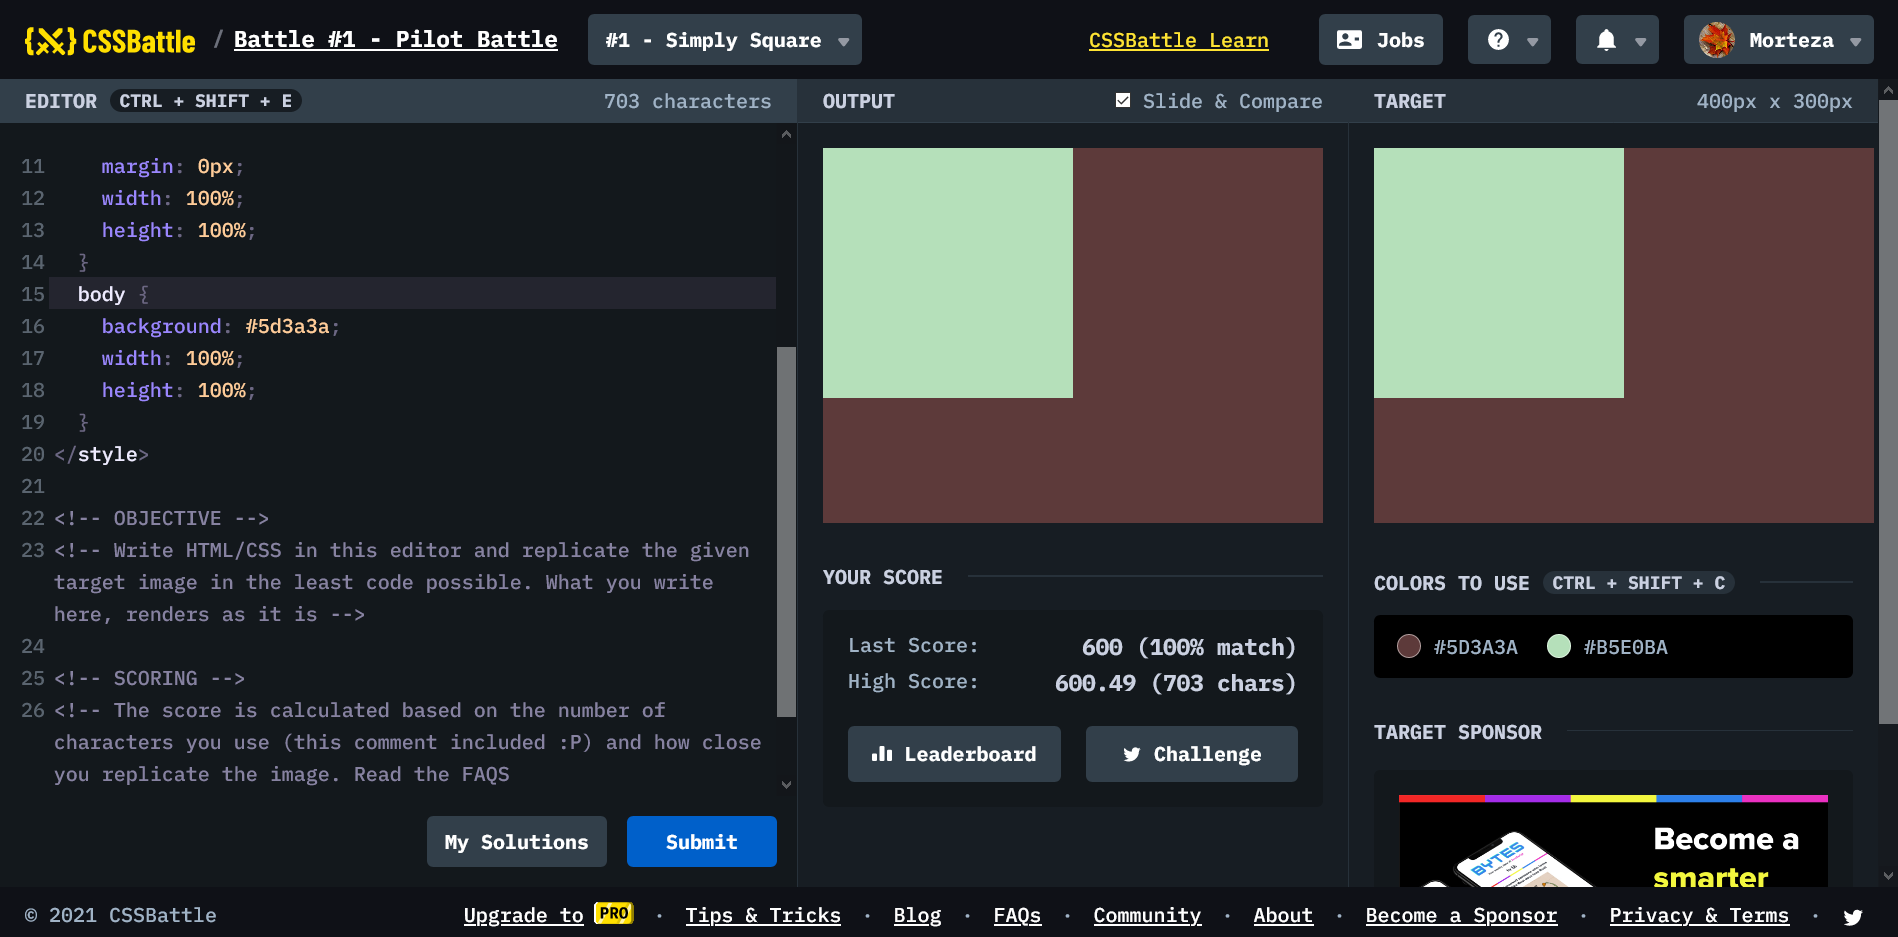 CSSBattle / Battle #1 - Pilot Battle #1 - Simply Square CSSBattle Learn Jobs Morteza
EDITOR CTRL + SHIFT + E 703 characters
11 margin: 0px;
12 width: 100%;
13 height: 100%;
14 }
15 body {
16 background: #5d3a3a;
17 width: 100%;
18 height: 100%;
19 }
20 </style>
21
22 <!-- OBJECTIVE -->
23 <!-- Write HTML/CSS in this editor and replicate the given
target image in the least code possible. What you write
here, renders as it is -->
24
25 <!-- SCORING -->
26 <!-- The score is calculated based on the number of
characters you use (this comment included :P) and how close
you replicate the image. Read the FAQS
My Solutions Submit
OUTPUT Slide & Compare
YOUR SCORE
Last Score: 600 (100% match)
High Score: 600.49 (703 chars)
Leaderboard Challenge
TARGET 400px x 300px
COLORS TO USE CTRL + SHIFT + C
#5D3A3A #B5E0BA
TARGET SPONSOR
BYTES
Become a
smarter
© 2021 CSSBattle Upgrade to PRO · Tips & Tricks · Blog · FAQs · Community · About · Become a Sponsor · Privacy & Terms ·